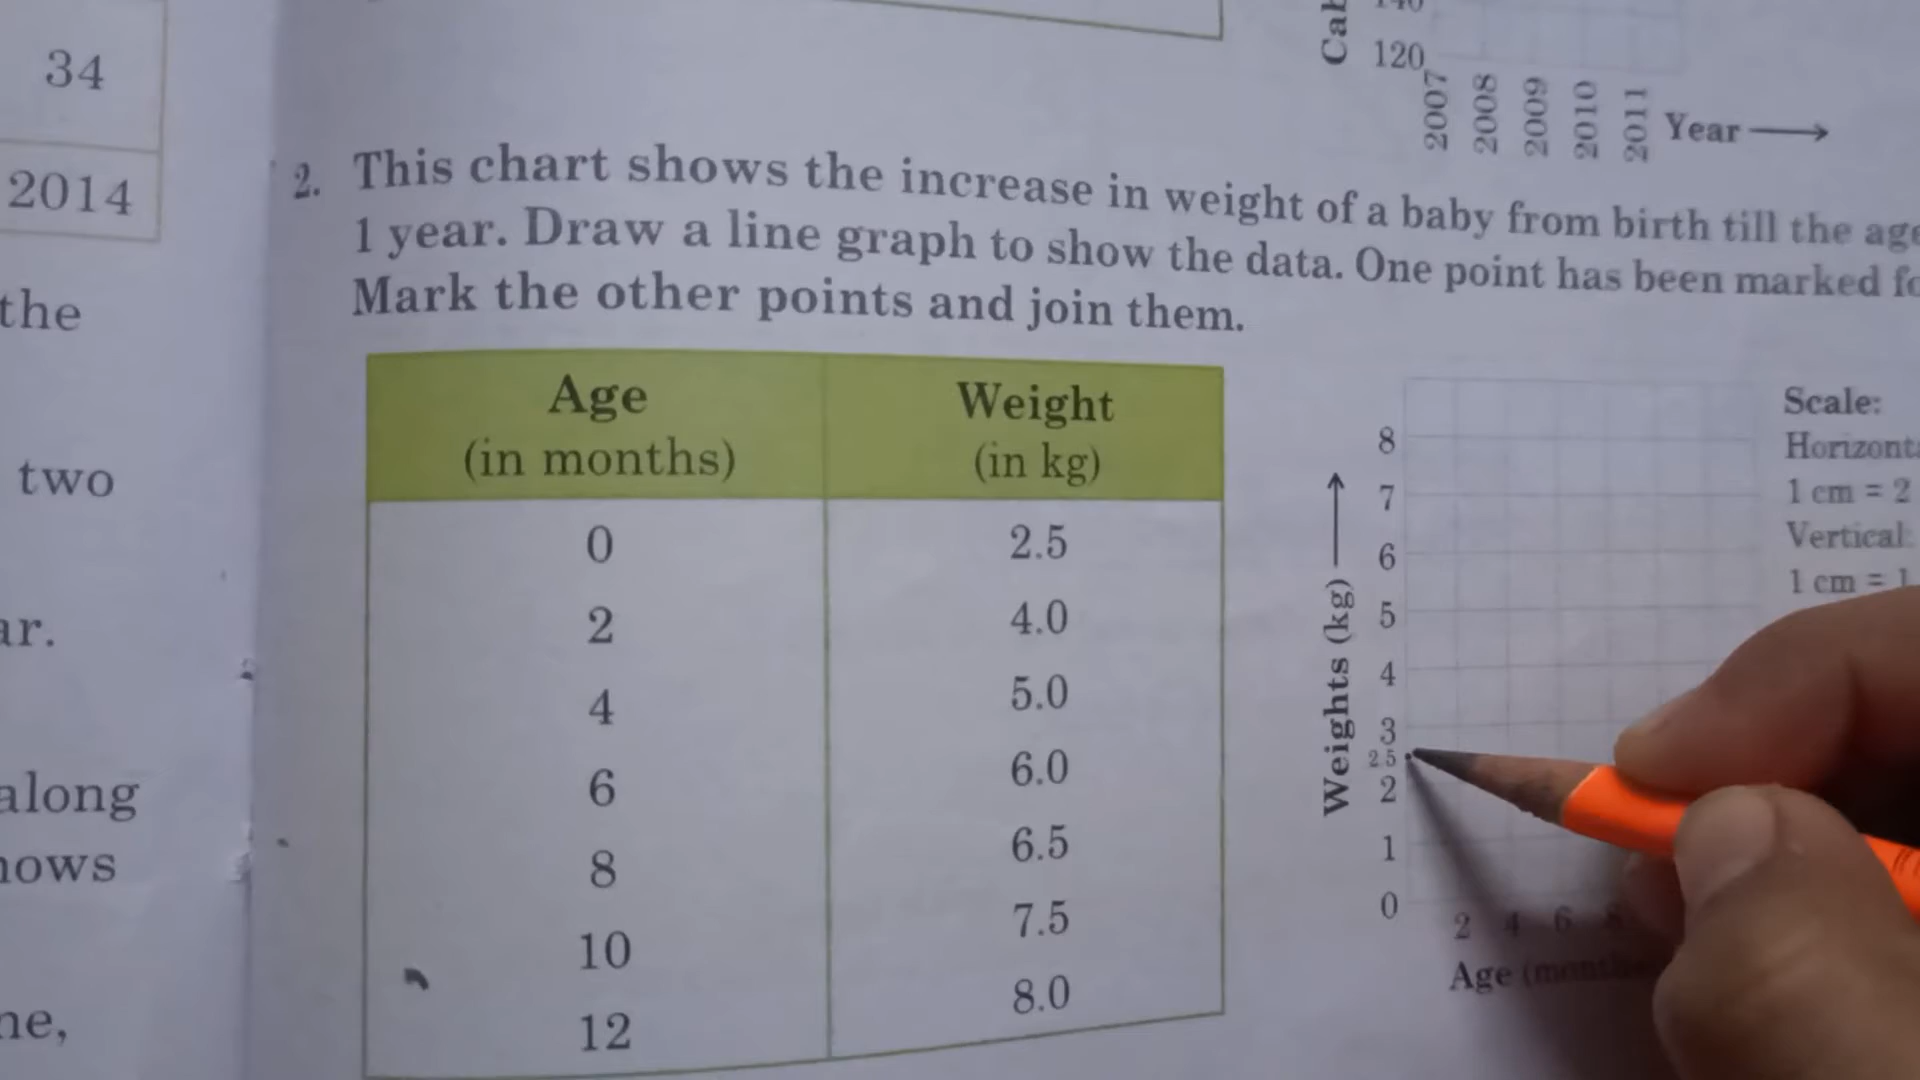 34
2014
the
two
ar.
along
nows
ne,
140
120
2007 2008 2009 2010 2011 Year
2. This chart shows the increase in weight of a baby from birth till the age
1 year. Draw a line graph to show the data. One point has been marked fo
Mark the other points and join them.
Age Weight
(in months) (in kg)
0 2.5
2 4.0
4 5.0
6 6.0
8 6.5
10 7.5
12 8.0
Weights (kg)
8
7
6
5
4
3
2.5
2
1
0
2 4 6 8
Age
Scale:
Horizonta
1 cm = 2
Vertical:
1 cm = 1